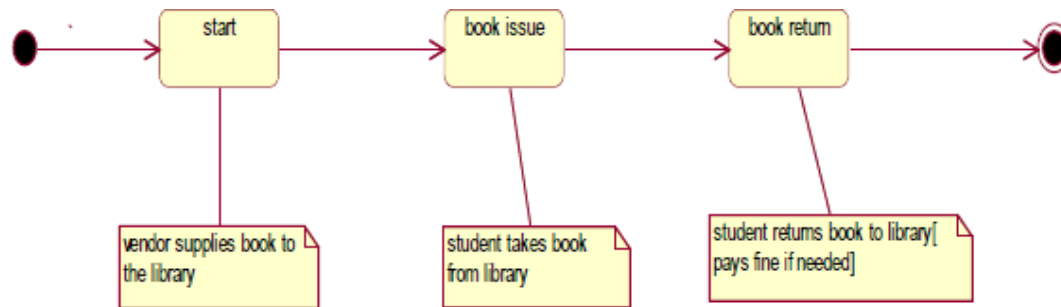 start
book issue
book return
vendor supplies book to
the library
student takes book
from library
student returns book to library[
pays fine if needed]